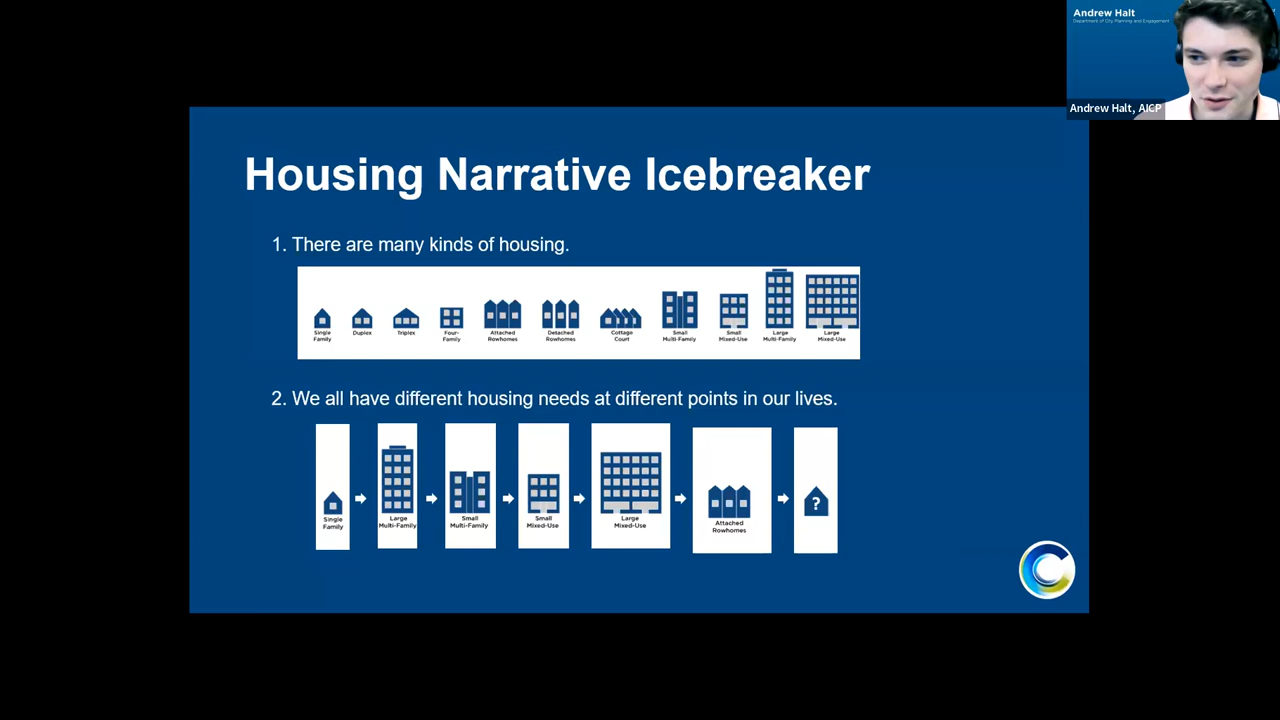 Andrew Halt
Department of City Planning and Engagement
Andrew Halt, AICP
Housing Narrative Icebreaker
1. There are many kinds of housing.
Single
Family
Duplex
Triplex
Four-
Family
Attached
Rowhomes
Detached
Rowhomes
Cottage
Court
Small
Multi-Family
Small
Mixed-Use
Large
Multi-Family
Large
Mixed-Use
2. We all have different housing needs at different points in our lives.
Single
Family
Large
Multi-Family
Small
Multi-Family
Small
Mixed-Use
Large
Mixed-Use
Attached
Rowhomes
?